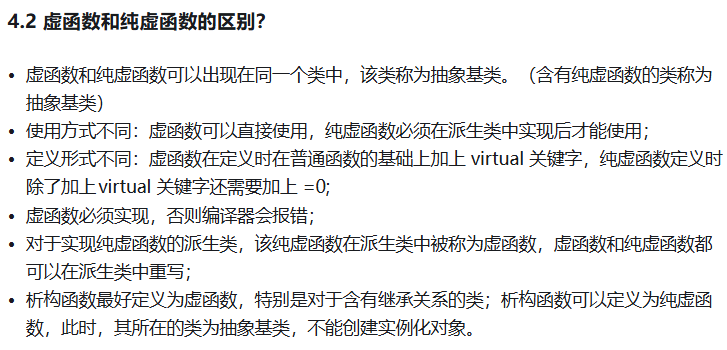 4.2 虚函数和纯虚函数的区别？
• 虚函数和纯虚函数可以出现在同一个类中，该类称为抽象基类。（含有纯虚函数的类称为
抽象基类）
• 使用方式不同：虚函数可以直接使用，纯虚函数必须在派生类中实现后才能使用；
• 定义形式不同：虚函数在定义时在普通函数的基础上加上 virtual 关键字，纯虚函数定义时
除了加上virtual 关键字还需要加上 =0;
• 虚函数必须实现，否则编译器会报错；
• 对于实现纯虚函数的派生类，该纯虚函数在派生类中被称为虚函数，虚函数和纯虚函数都
可以在派生类中重写；
• 析构函数最好定义为虚函数，特别是对于含有继承关系的类；析构函数可以定义为纯虚函
数，此时，其所在的类为抽象基类，不能创建实例化对象。